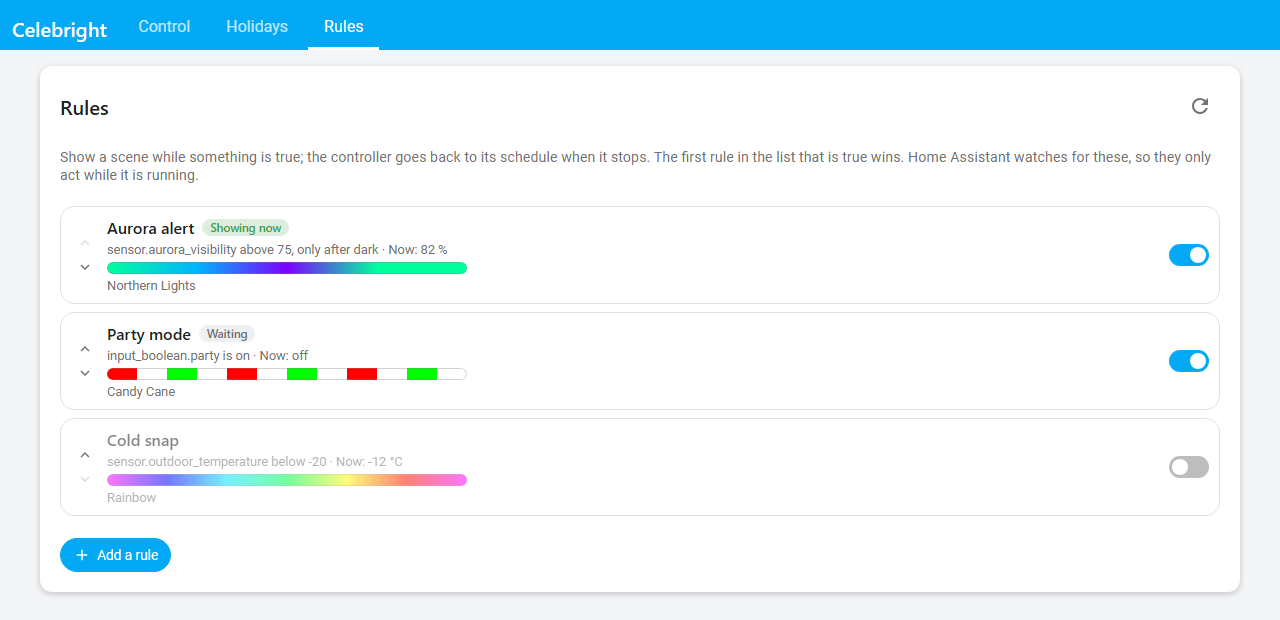 Celebright
Control
Holidays
Rules
Rules
Show a scene while something is true; the controller goes back to its schedule when it stops. The first rule in the list that is true wins. Home Assistant watches for these, so they only
act while it is running.
Aurora alert Showing now
sensor.aurora_visibility above 75, only after dark · Now: 82 %
Northern Lights
Party mode Waiting
input_boolean.party is on · Now: off
Candy Cane
Cold snap
sensor.outdoor_temperature below -20 · Now: -12 °C
Rainbow
Add a rule